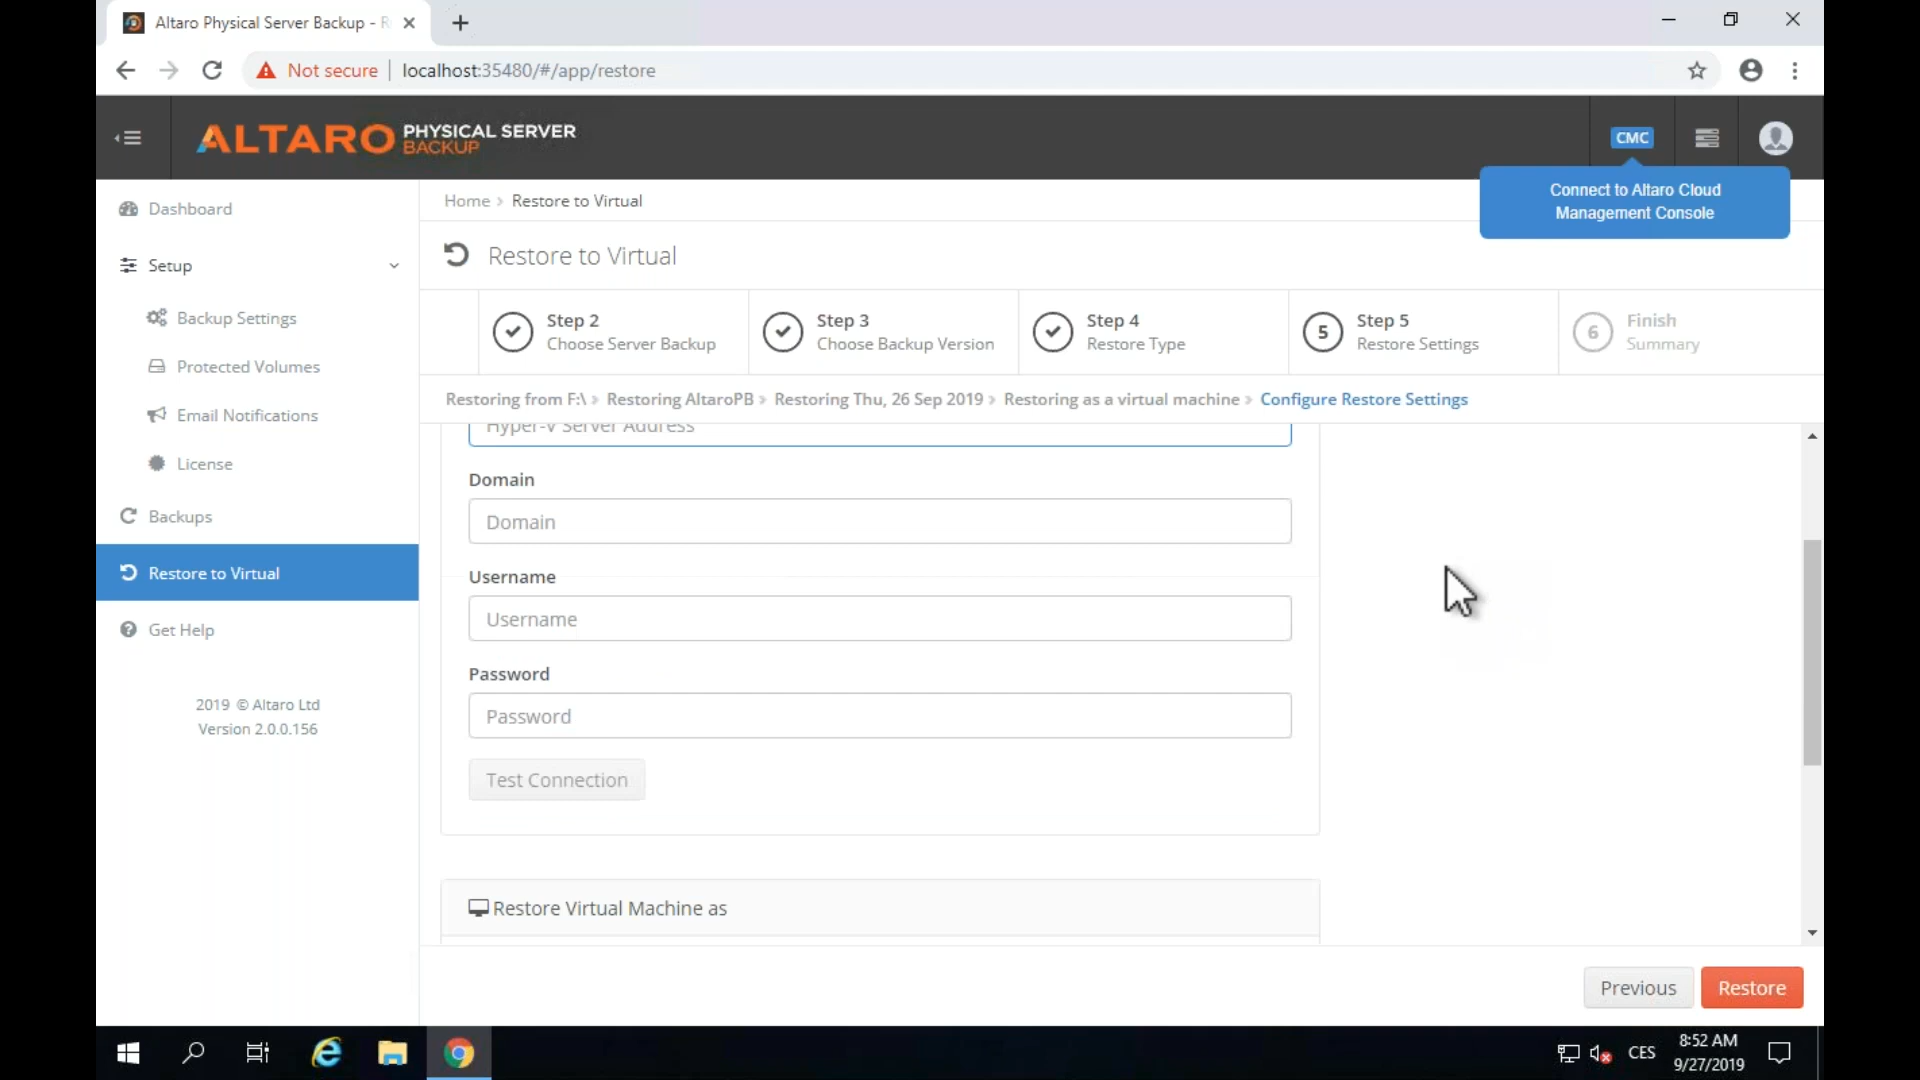 Altaro Physical Server Backup - R
Not secure
localhost:35480/#/app/restore
ALTARO PHYSICAL SERVER
BACKUP
CMC
Connect to Altaro Cloud
Management Console
Dashboard
Setup
Backup Settings
Protected Volumes
Email Notifications
License
Backups
Restore to Virtual
Get Help
2019 © Altaro Ltd
Version 2.0.0.156
Home > Restore to Virtual
Restore to Virtual
Step 2
Choose Server Backup
Step 3
Choose Backup Version
Step 4
Restore Type
5
Step 5
Restore Settings
6
Finish
Summary
Restoring from F:\ » Restoring AltaroPB » Restoring Thu, 26 Sep 2019 » Restoring as a virtual machine » Configure Restore Settings
Hyper-V Server Address
Domain
Domain
Username
Username
Password
Password
Test Connection
Restore Virtual Machine as
Previous
Restore
CES
8:52 AM
9/27/2019